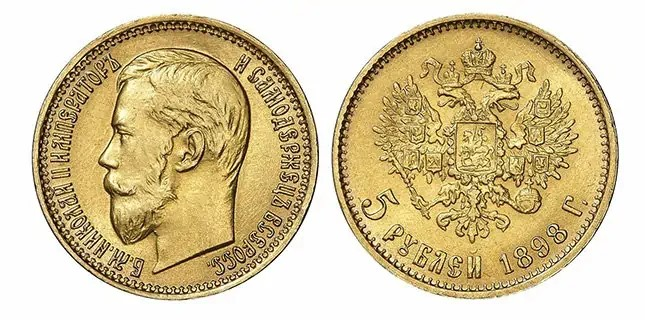 Б.М.НИКОЛАЙ II ИМПЕРАТОРЪ
И САМОДЕРЖЕЦЪ ВСЕРОСС.
5 РУБЛЕЙ 1898 Г.